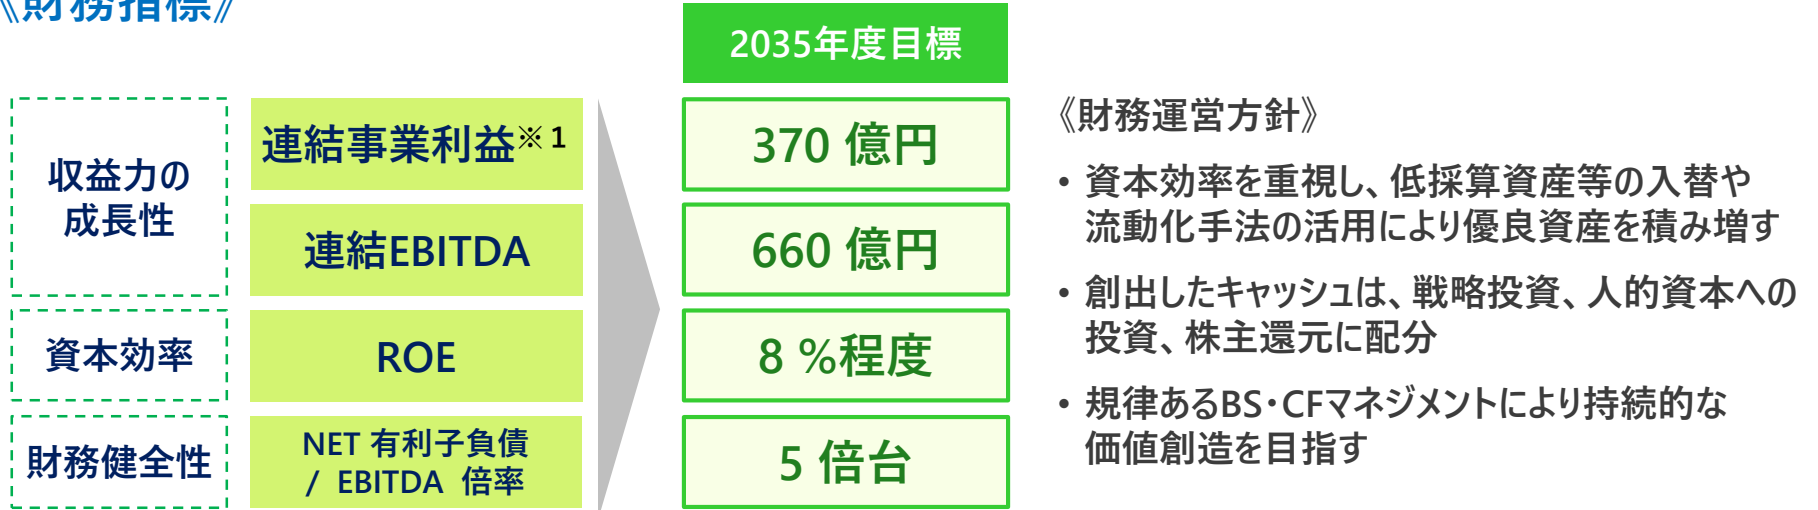 《財務指標》
2035年度目標
収益力の
成長性
連結事業利益※1
370 億円
連結EBITDA
660 億円
資本効率
ROE
8 %程度
財務健全性
NET 有利子負債
/ EBITDA 倍率
5 倍台
《財務運営方針》
• 資本効率を重視し、低採算資産等の入替や
流動化手法の活用により優良資産を積み増す
• 創出したキャッシュは、戦略投資、人的資本への
投資、株主還元に配分
• 規律あるBS・CFマネジメントにより持続的な
価値創造を目指す